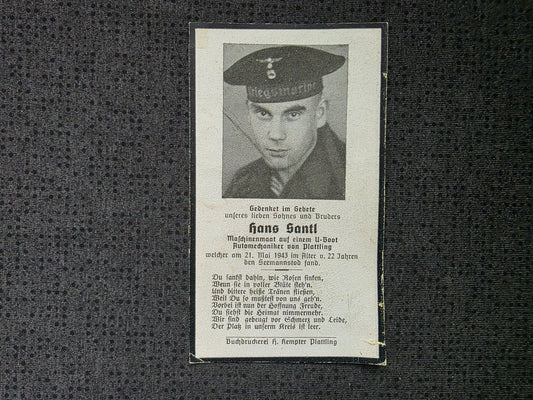 Kriegsmarine
Gedenket im Gebete
unseres lieben Sohnes und Bruders
Hans Santl
Maschinenmaat auf einem U-Boot
Automechaniker von Plattling
welcher am 21. Mai 1943 im Alter v. 22 Jahren
den Seemannstod fand.
Du sankst dahin, wie Rosen sinken,
Wenn sie in voller Blüte steh'n.
Und bittere heiße Tränen fließen,
Weil Du so mußtest von uns geh'n.
Vorbei ist nun der Hoffnung Freude,
Du siehst die Heimat nimmermehr.
Wir sind gebeugt vor Schmerz und Leide,
Der Platz in unserm Kreis ist leer.
Buchdruckerei H. Kempter Plattling